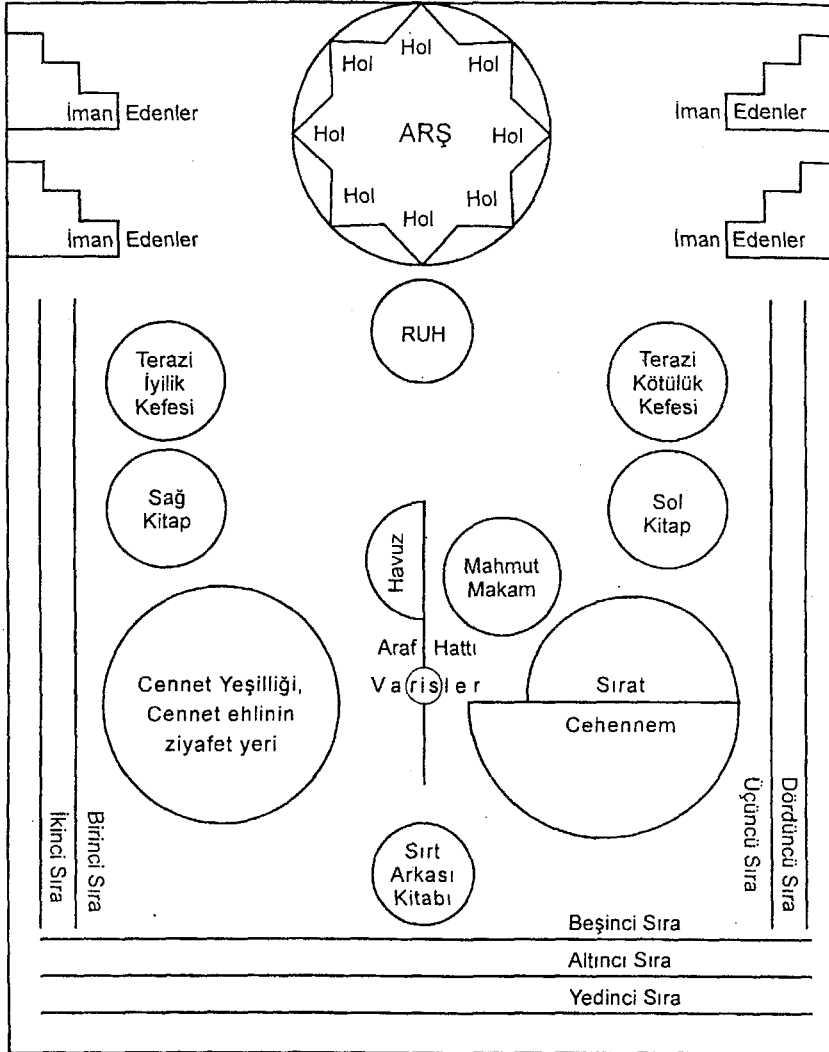 Hol
Hol
Hol
İman Edenler
İman Edenler
Hol
ARŞ
Hol
Hol
Hol
Hol
İman Edenler
İman Edenler
RUH
Terazi
İyilik
Kefesi
Terazi
Kötülük
Kefesi
Sağ
Kitap
Sol
Kitap
Havuz
Mahmut
Makam
Araf Hattı
Varisler
Cennet Yeşilliği,
Cennet ehlinin
ziyafet yeri
Sırat
Cehennem
İkinci Sıra
Birinci Sıra
Üçüncü Sıra
Dördüncü Sıra
Sırt
Arkası
Kitabı
Beşinci Sıra
Altıncı Sıra
Yedinci Sıra